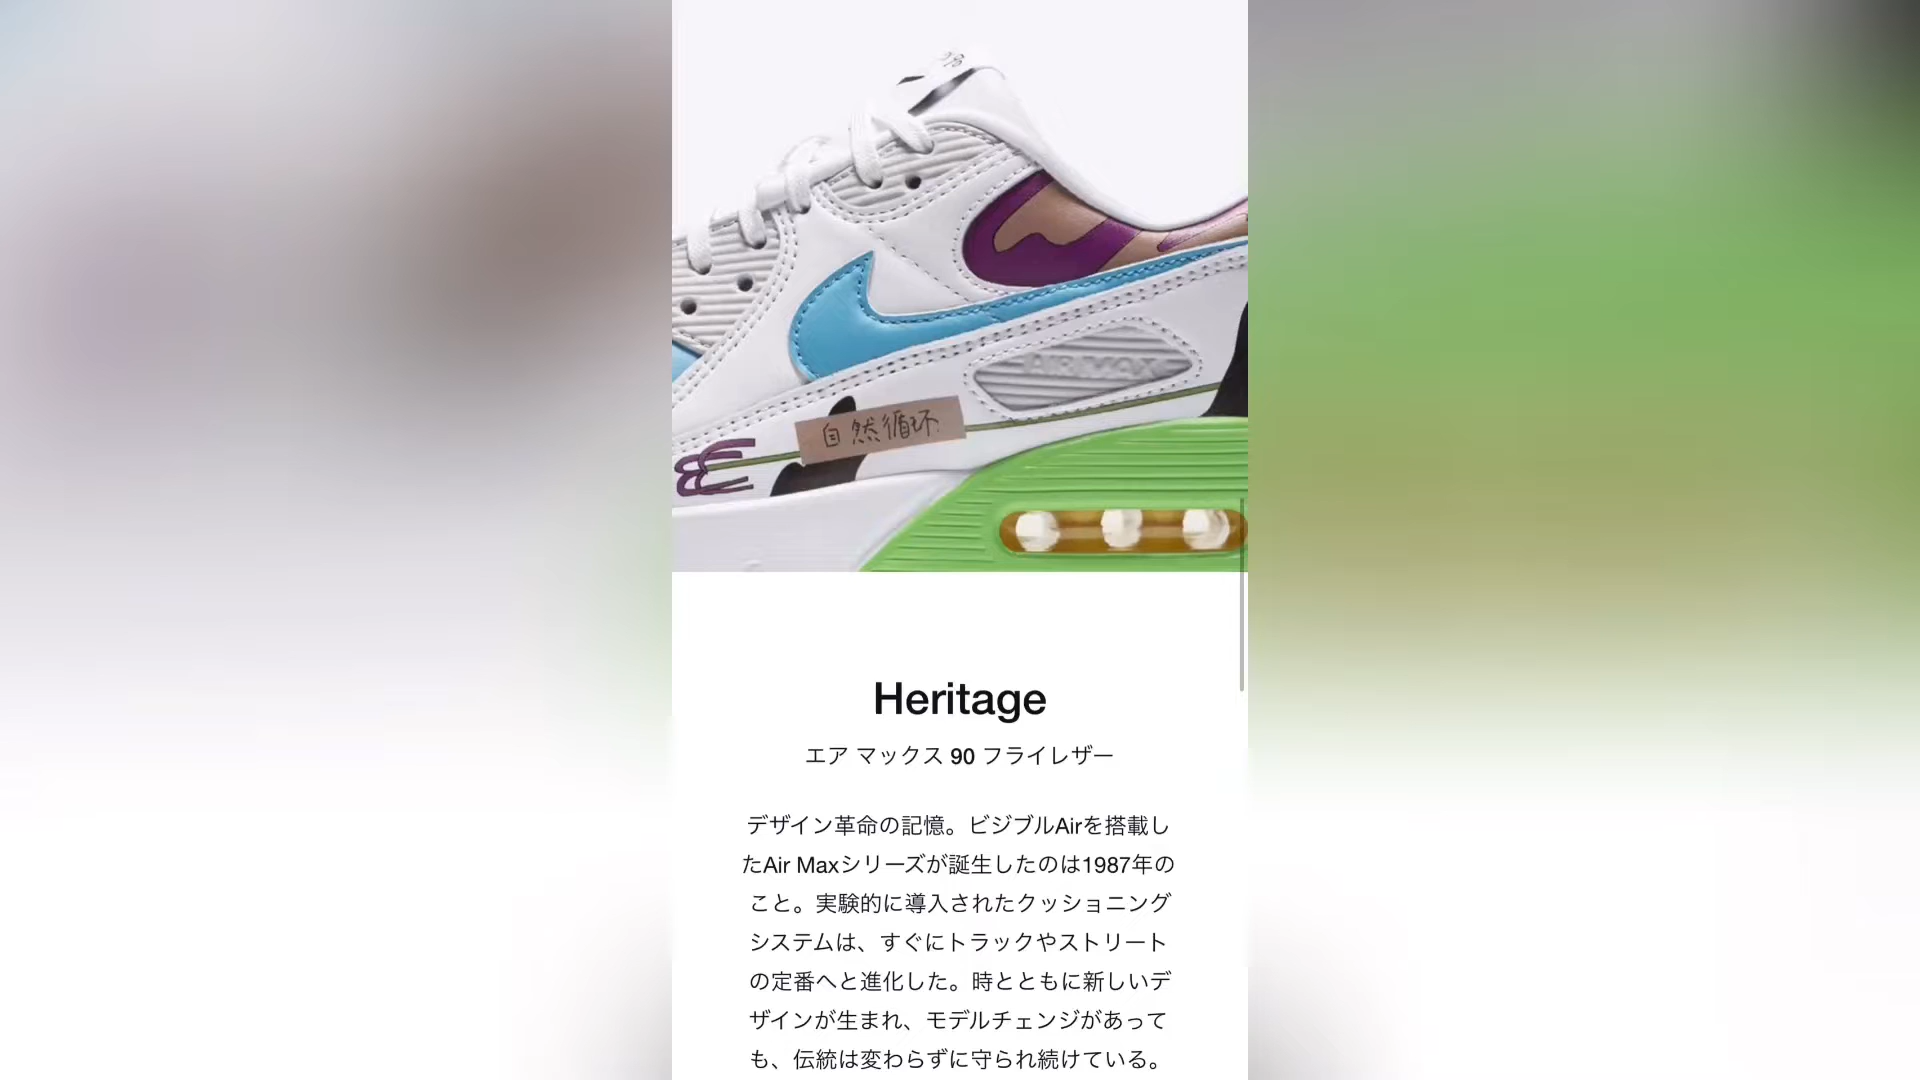 AIR MAX
自然循环
Heritage
エア マックス 90 フライレザー
デザイン革命の記憶。ビジブルAirを搭載し
たAir Maxシリーズが誕生したのは1987年の
こと。実験的に導入されたクッショニング
システムは、すぐにトラックやストリート
の定番へと進化した。時とともに新しいデ
ザインが生まれ、モデルチェンジがあって
も、伝統は変わらずに守られ続けている。